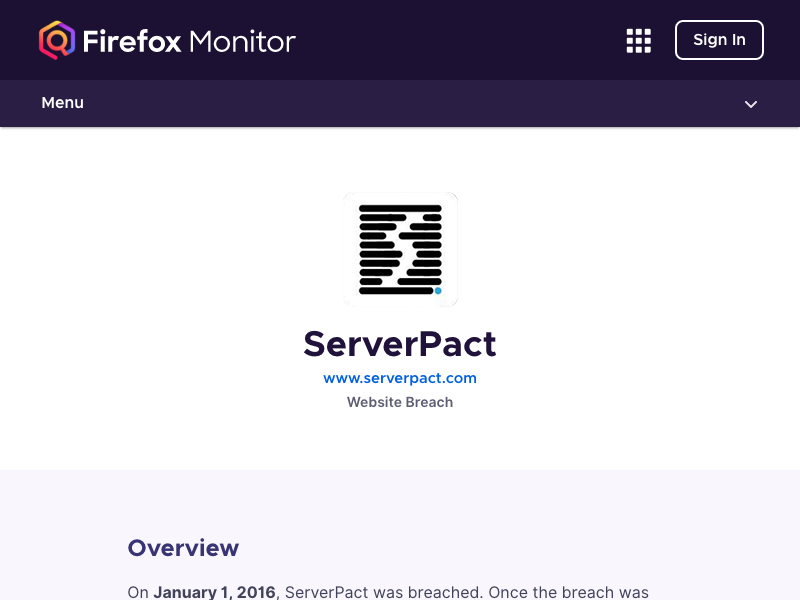 Firefox Monitor
Sign In
Menu
ServerPact
www.serverpact.com
Website Breach
Overview
On January 1, 2016, ServerPact was breached. Once the breach was